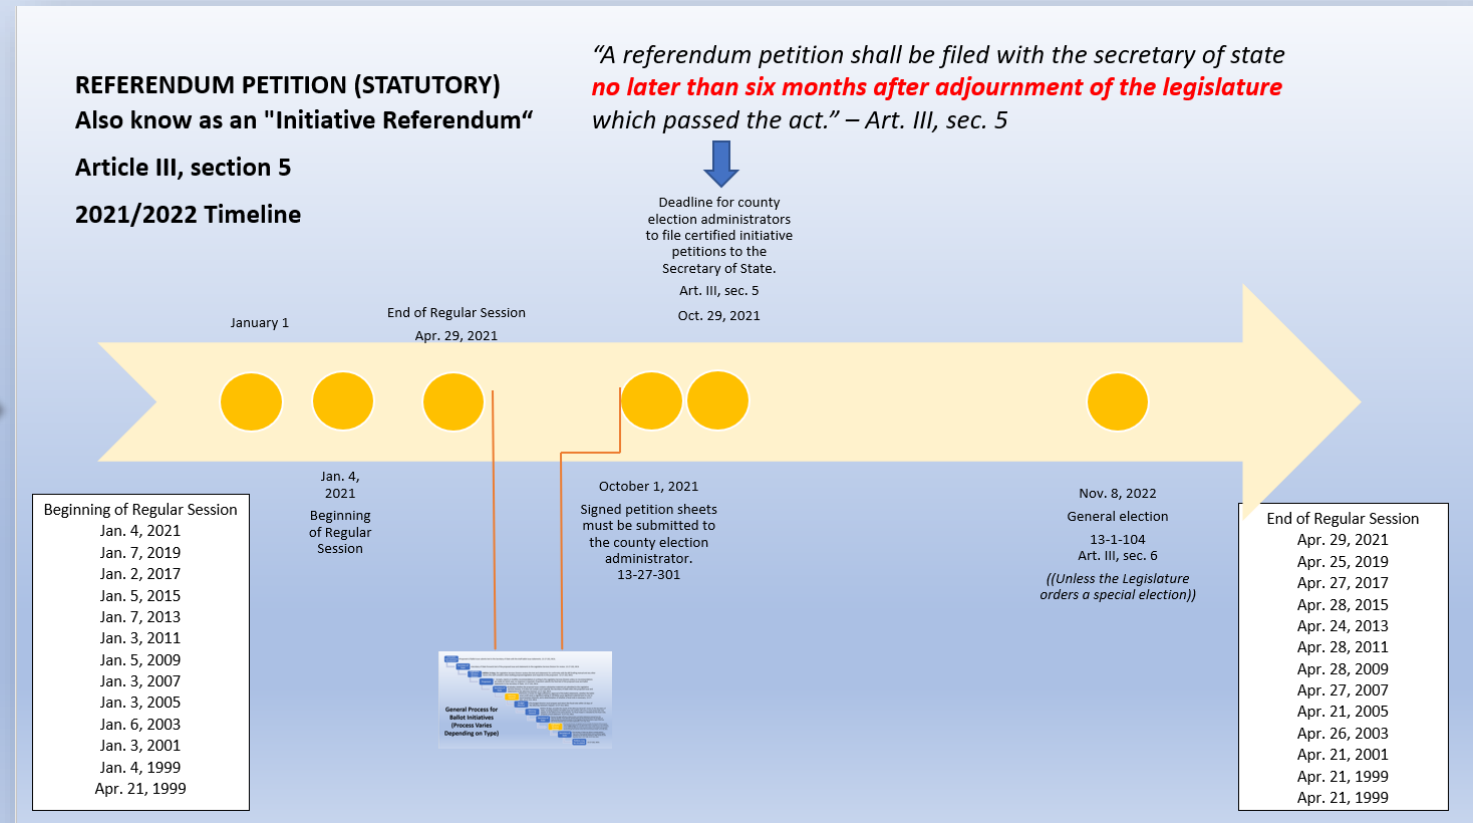 REFERENDUM PETITION (STATUTORY)
Also know as an "Initiative Referendum“
Article III, section 5
2021/2022 Timeline
“A referendum petition shall be filed with the secretary of state
no later than six months after adjournment of the legislature
which passed the act.” – Art. III, sec. 5
Deadline for county
election administrators
to file certified initiative
petitions to the
Secretary of State.
Art. III, sec. 5
Oct. 29, 2021
January 1
End of Regular Session
Apr. 29, 2021
Jan. 4,
2021
Beginning
of Regular
Session
October 1, 2021
Signed petition sheets
must be submitted to
the county election
administrator.
13-27-301
Nov. 8, 2022
General election
13-1-104
Art. III, sec. 6
((Unless the Legislature
orders a special election))
Beginning of Regular Session
Jan. 4, 2021
Jan. 7, 2019
Jan. 2, 2017
Jan. 5, 2015
Jan. 7, 2013
Jan. 3, 2011
Jan. 5, 2009
Jan. 3, 2007
Jan. 3, 2005
Jan. 6, 2003
Jan. 3, 2001
Jan. 4, 1999
Apr. 21, 1999
General Process for
Ballot Initiatives
(Process Varies
Depending on Type)
End of Regular Session
Apr. 29, 2021
Apr. 25, 2019
Apr. 27, 2017
Apr. 28, 2015
Apr. 24, 2013
Apr. 28, 2011
Apr. 28, 2009
Apr. 27, 2007
Apr. 21, 2005
Apr. 26, 2003
Apr. 21, 2001
Apr. 21, 1999
Apr. 21, 1999